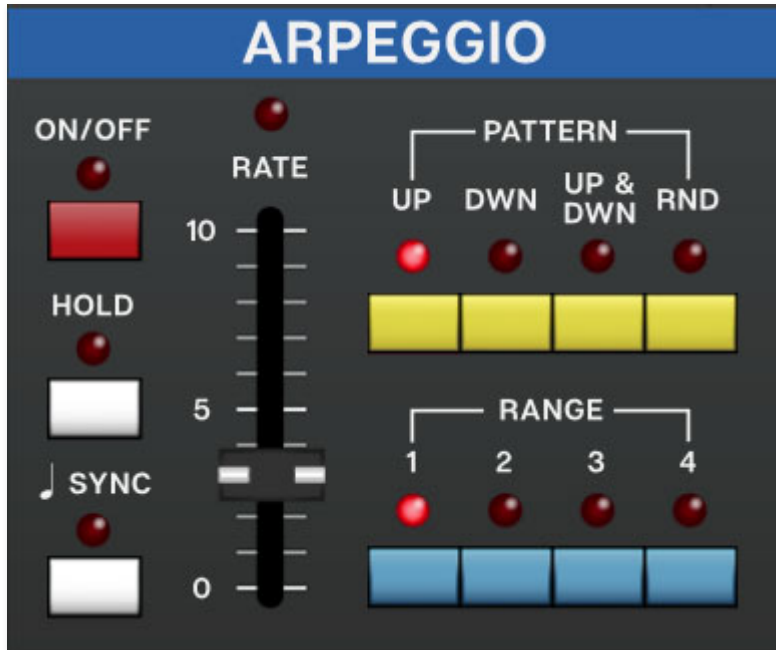 ARPEGGIO
ON/OFF
HOLD
♩ SYNC
RATE
10
5
0
PATTERN
UP DWN UP & DWN RND
RANGE
1 2 3 4